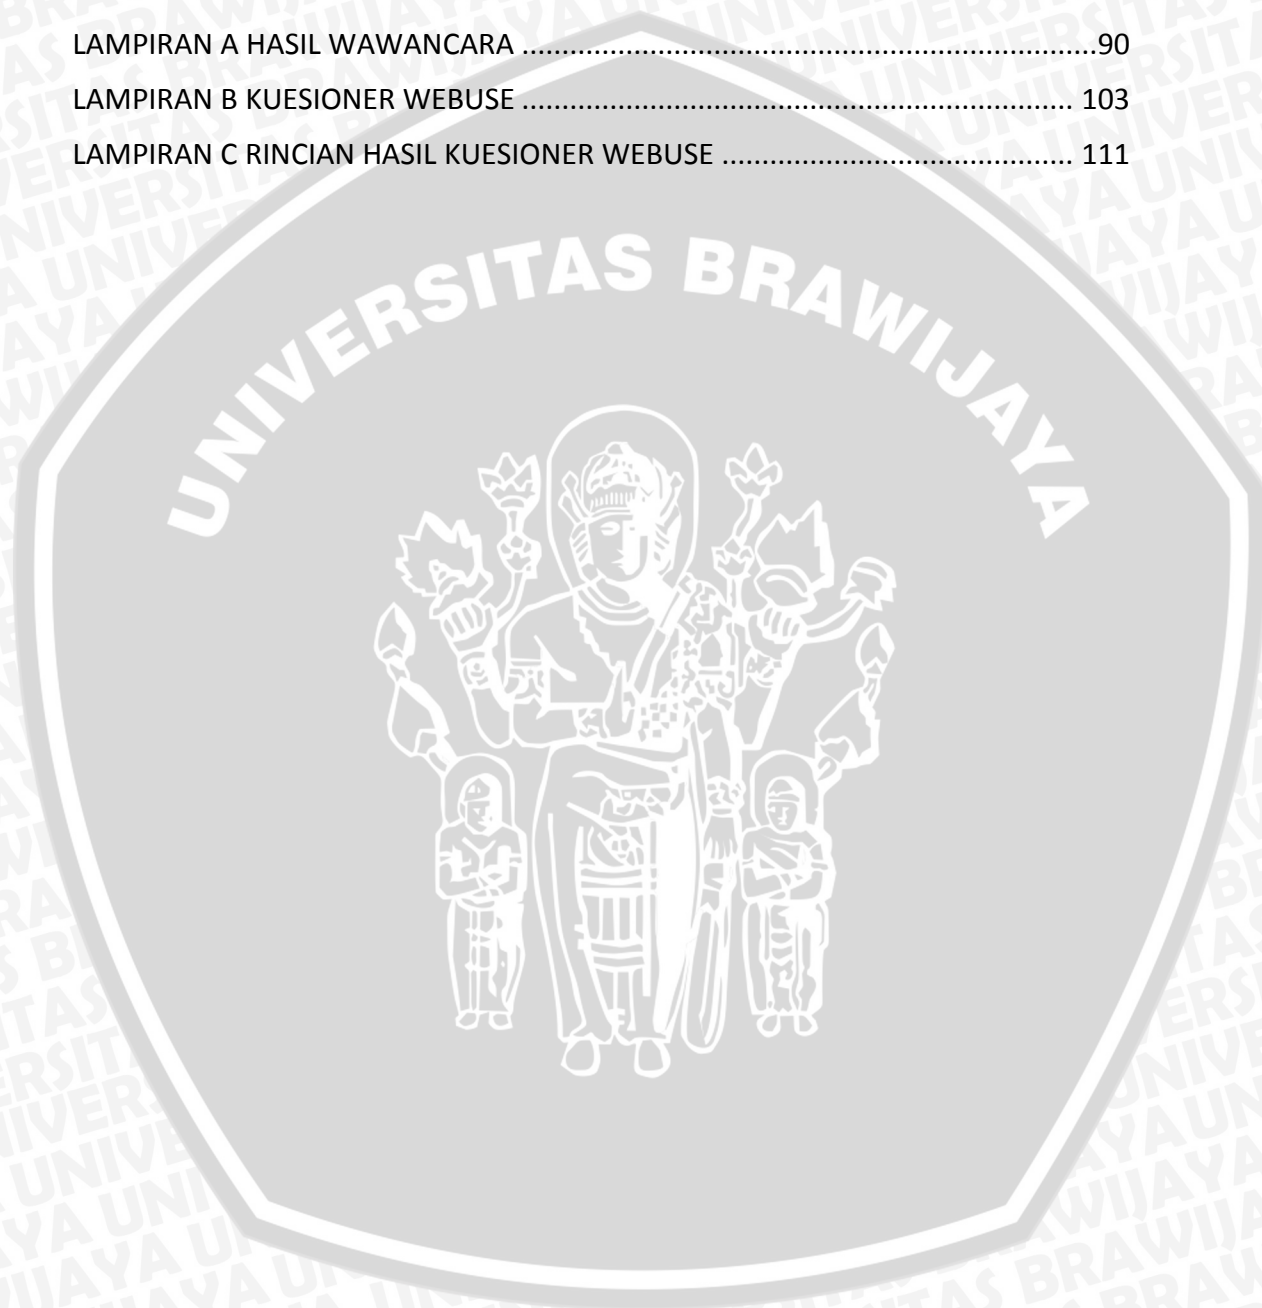 LAMPIRAN A HASIL WAWANCARA ........................................................................90
LAMPIRAN B KUESIONER WEBUSE ..................................................................... 103
LAMPIRAN C RINCIAN HASIL KUESIONER WEBUSE ............................................ 111
UNIVERSITAS BRAWIJAYA